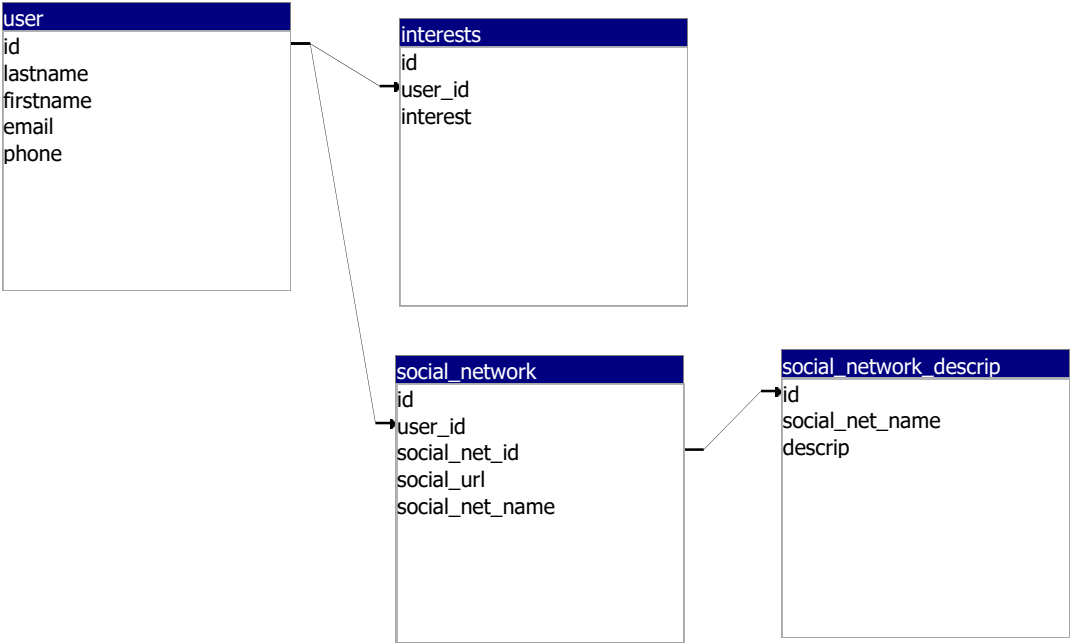 user
id
lastname
firstname
email
phone
interests
id
user_id
interest
social_network
id
user_id
social_net_id
social_url
social_net_name
social_network_descrip
id
social_net_name
descrip